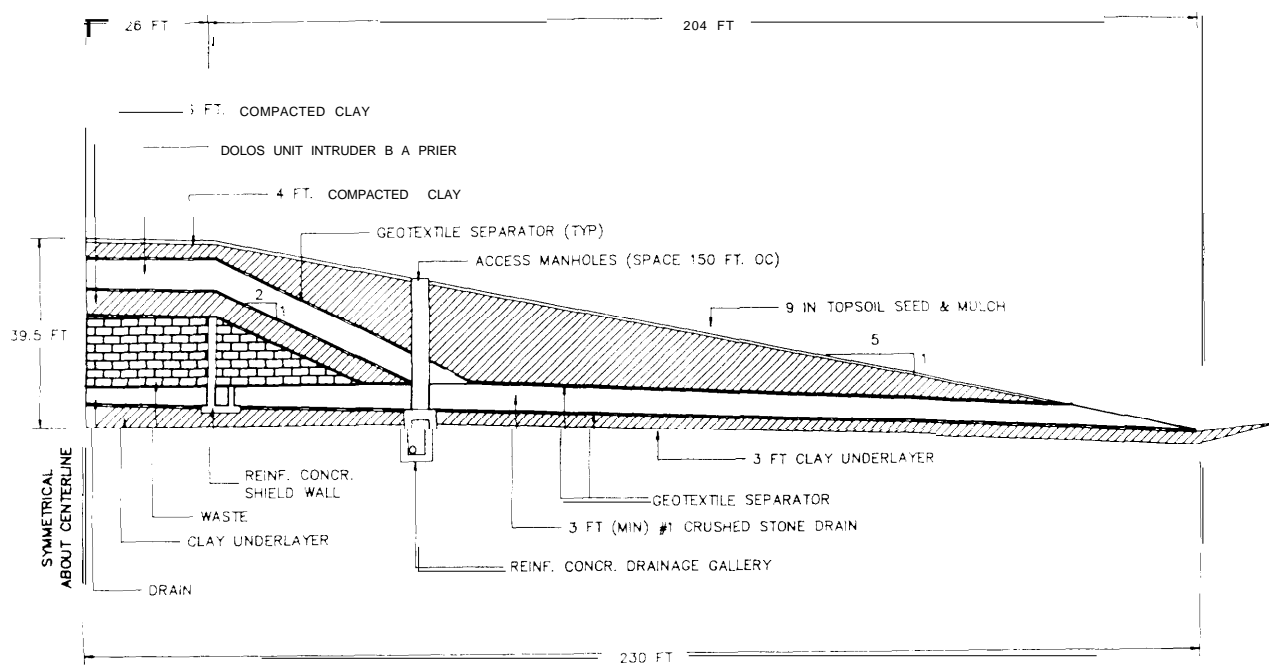 26 FT
204 FT
FT. COMPACTED CLAY
DOLOS UNIT INTRUDER B A PRIER
4 FT. COMPACTED CLAY
GEOTEXTILE SEPARATOR (TYP)
ACCESS MANHOLES (SPACE 150 FT. OC)
2
1
9 IN TOPSOIL SEED & MULCH
39.5 FT
5
1
3 FT CLAY UNDERLAYER
REINF. CONCR.
SHIELD WALL
GEOTEXTILE SEPARATOR
WASTE
3 FT (MIN) #1 CRUSHED STONE DRAIN
CLAY UNDERLAYER
SYMMETRICAL
ABOUT CENTERLINE
REINF. CONCR. DRAINAGE GALLERY
DRAIN
230 FT